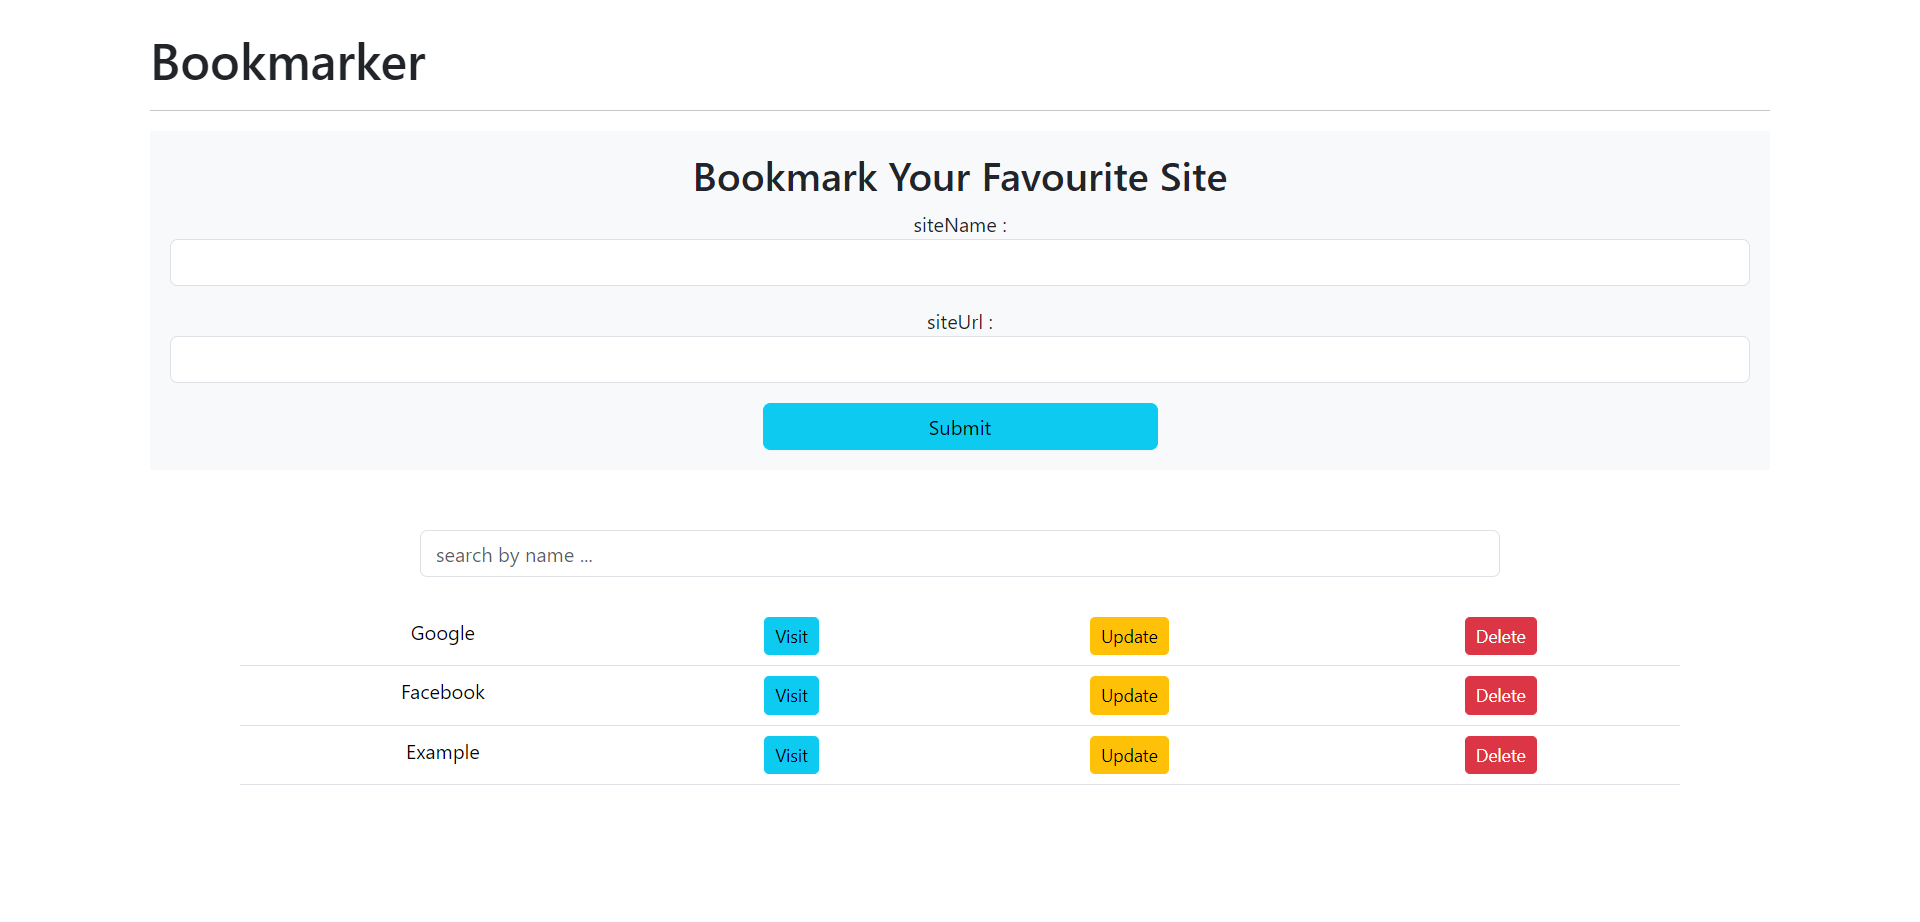 Bookmarker
Bookmark Your Favourite Site
siteName :
siteUrl :
Submit
search by name ...
Google Visit Update Delete
Facebook Visit Update Delete
Example Visit Update Delete